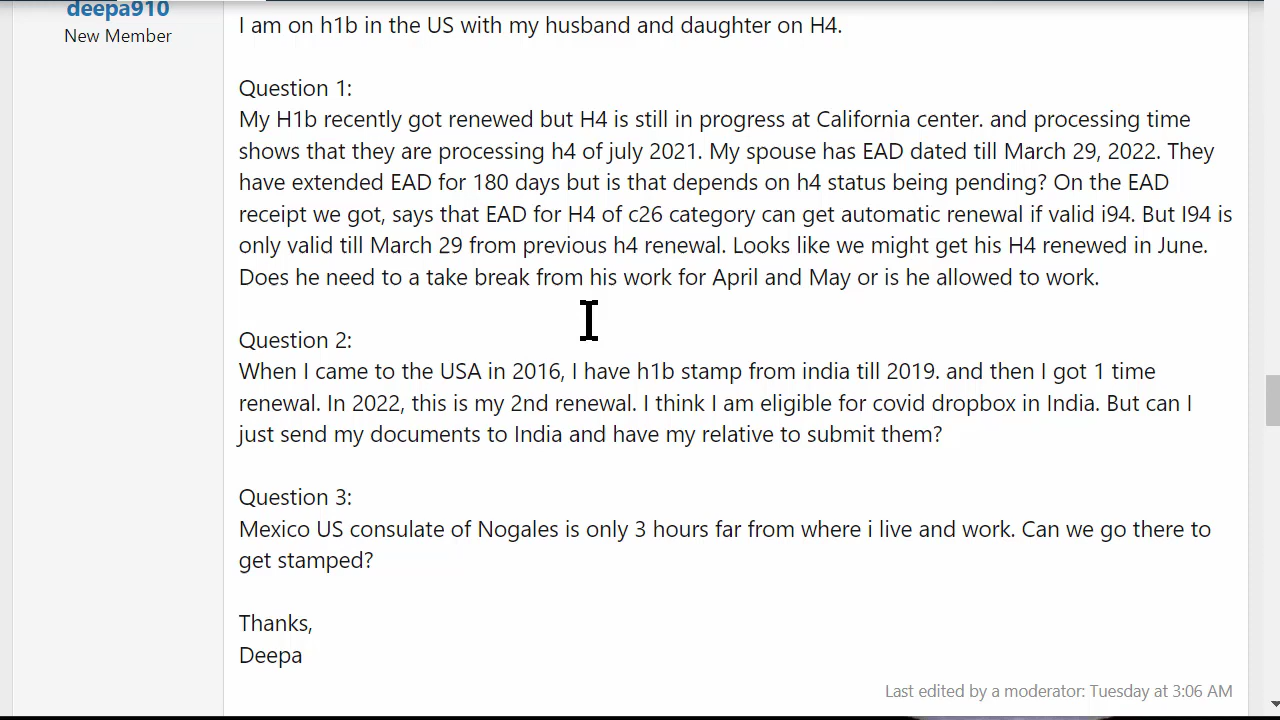 deepa910
New Member
I am on h1b in the US with my husband and daughter on H4.
Question 1:
My H1b recently got renewed but H4 is still in progress at California center. and processing time
shows that they are processing h4 of july 2021. My spouse has EAD dated till March 29, 2022. They
have extended EAD for 180 days but is that depends on h4 status being pending? On the EAD
receipt we got, says that EAD for H4 of c26 category can get automatic renewal if valid i94. But I94 is
only valid till March 29 from previous h4 renewal. Looks like we might get his H4 renewed in June.
Does he need to a take break from his work for April and May or is he allowed to work.
Question 2:
When I came to the USA in 2016, I have h1b stamp from india till 2019. and then I got 1 time
renewal. In 2022, this is my 2nd renewal. I think I am eligible for covid dropbox in India. But can I
just send my documents to India and have my relative to submit them?
Question 3:
Mexico US consulate of Nogales is only 3 hours far from where i live and work. Can we go there to
get stamped?
Thanks,
Deepa
Last edited by a moderator: Tuesday at 3:06 AM